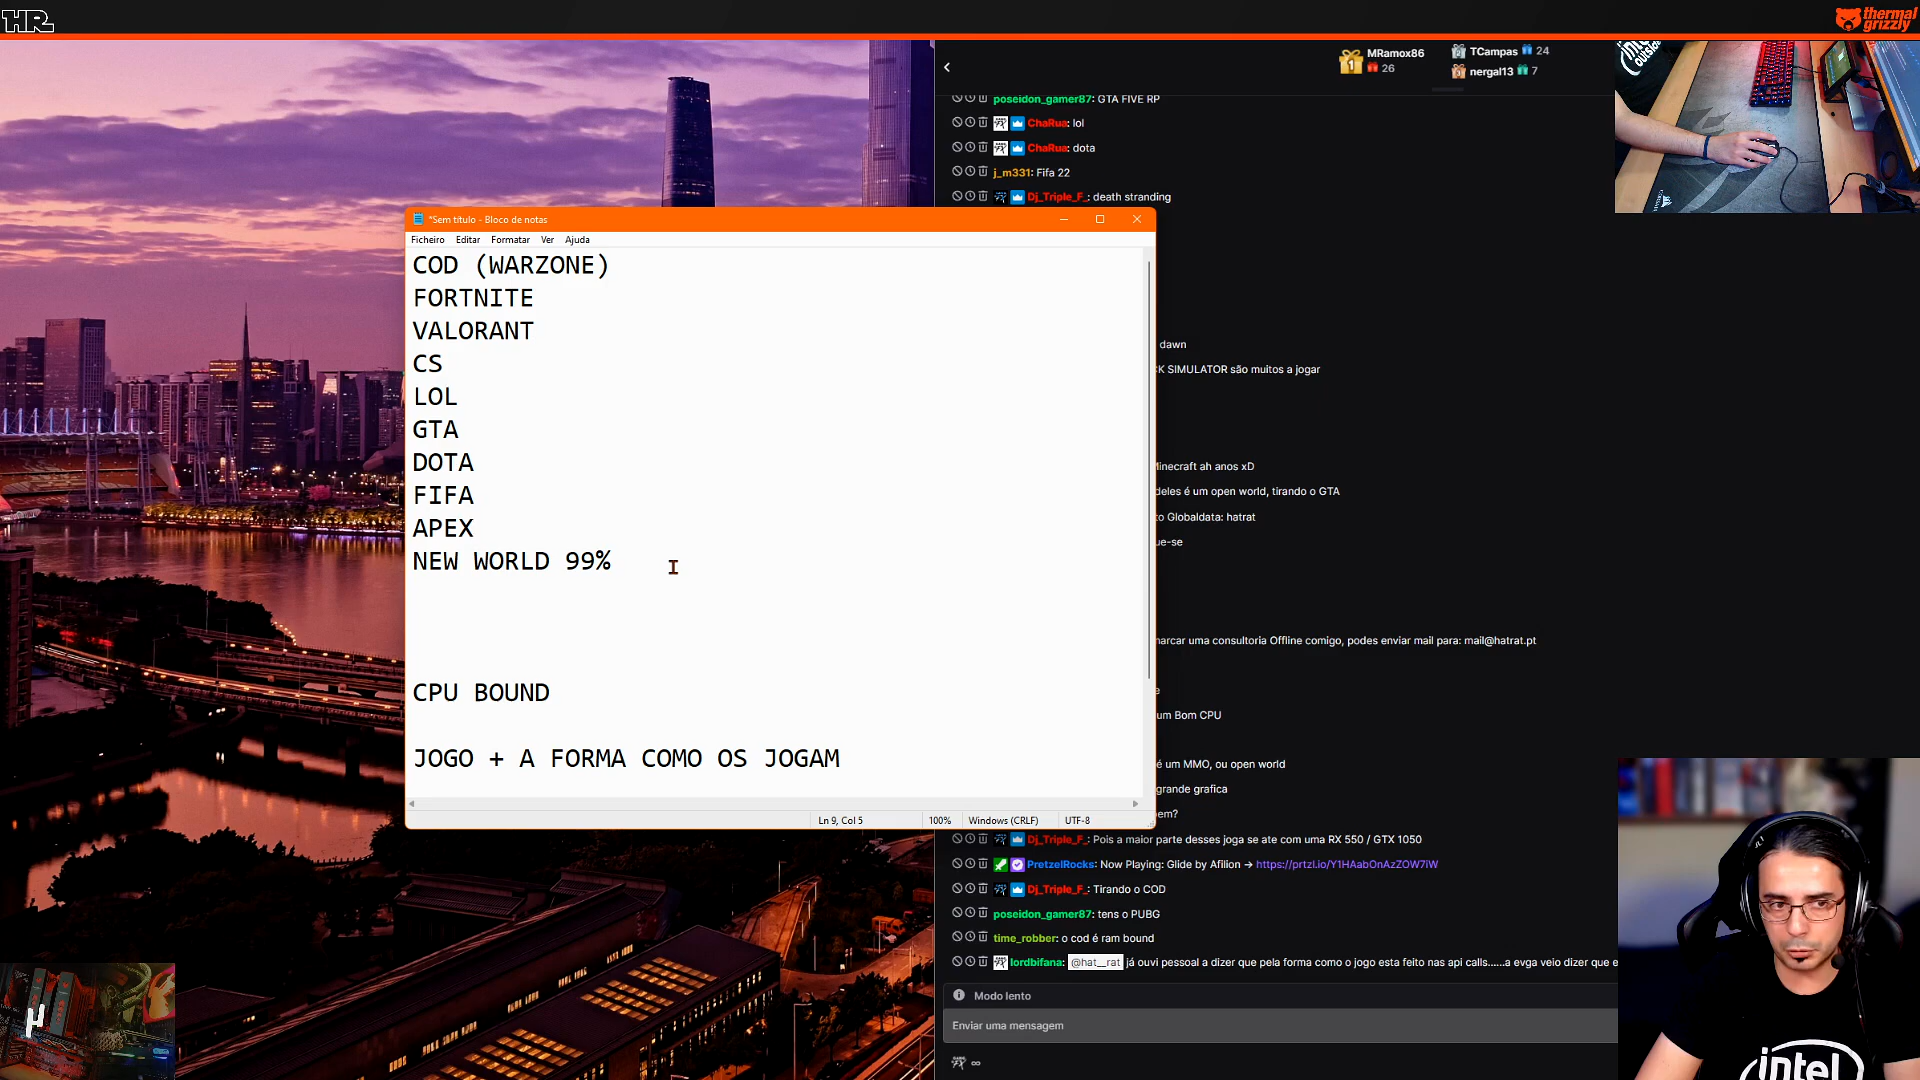 HR
thermal
grizzly
MRamox86
26
TCampas 24
nergal13 7
poseidon_gamer87: GTA FIVE RP
ChaRua: lol
ChaRua: dota
j_m331: Fifa 22
Dj_Triple_F_: death stranding
*Sem título - Bloco de notas
Ficheiro Editar Formatar Ver Ajuda
COD (WARZONE)
FORTNITE
VALORANT
CS
LOL
GTA
DOTA
FIFA
APEX
NEW WORLD 99%
CPU BOUND
JOGO + A FORMA COMO OS JOGAM
Ln 9, Col 5 100% Windows (CRLF) UTF-8
dawn
CK SIMULATOR são muitos a jogar
Minecraft ah anos xD
deles é um open world, tirando o GTA
to Globaldata: hatrat
ue-se
marcar uma consultoria Offline comigo, podes enviar mail para: mail@hatrat.pt
e
um Bom CPU
é um MMO, ou open world
grande grafica
em?
Dj_Triple_F_: Pois a maior parte desses joga se ate com uma RX 550 / GTX 1050
PretzelRocks: Now Playing: Glide by Afilion -> https://prtzl.io/Y1HAabOnAzZOW7iW
Dj_Triple_F_: Tirando o COD
poseidon_gamer87: tens o PUBG
time_robber: o cod é ram bound
lordbifana: @hat__rat já ouvi pessoal a dizer que pela forma como o jogo esta feito nas api calls......a evga veio dizer que e
Modo lento
Enviar uma mensagem
∞
intel